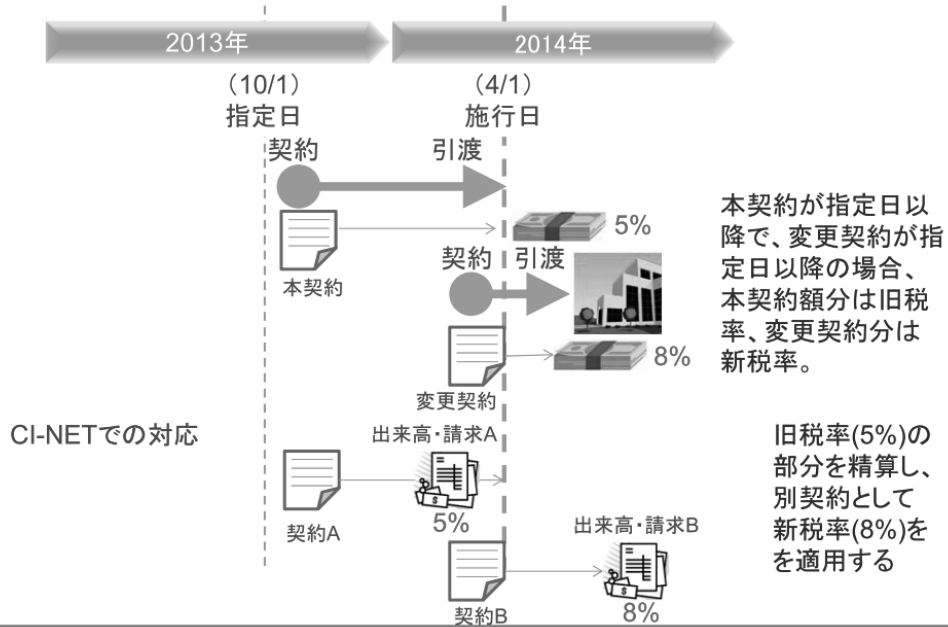 2013年
2014年
（10/1）
指定日
（4/1）
施行日
契約
引渡
5%
本契約
契約
引渡
本契約が指定日以
降で、変更契約が指
定日以降の場合、
本契約額分は旧税
率、変更契約分は
新税率。
8%
変更契約
CI-NETでの対応
出来高・請求A
5%
契約A
旧税率(5%)の
部分を精算し、
別契約として
新税率(8%)を
を適用する
出来高・請求B
8%
契約B